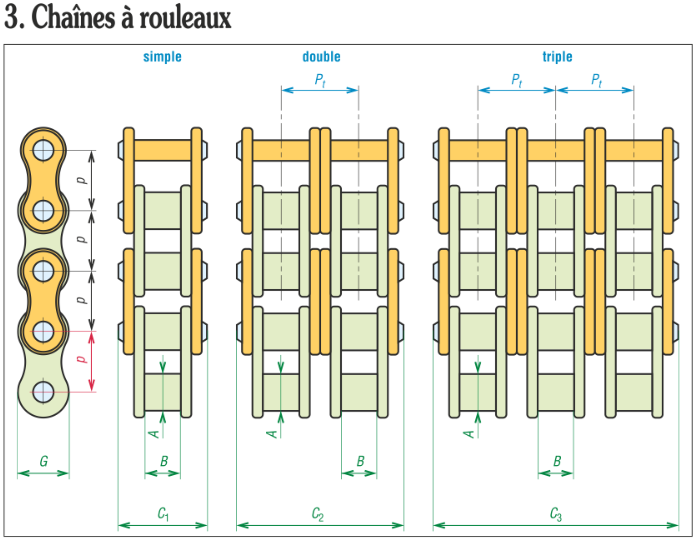 3. Chaînes à rouleaux
simple double triple
Pt Pt Pt
p
p
p
p
A A A
G B B B
C1 C2 C3